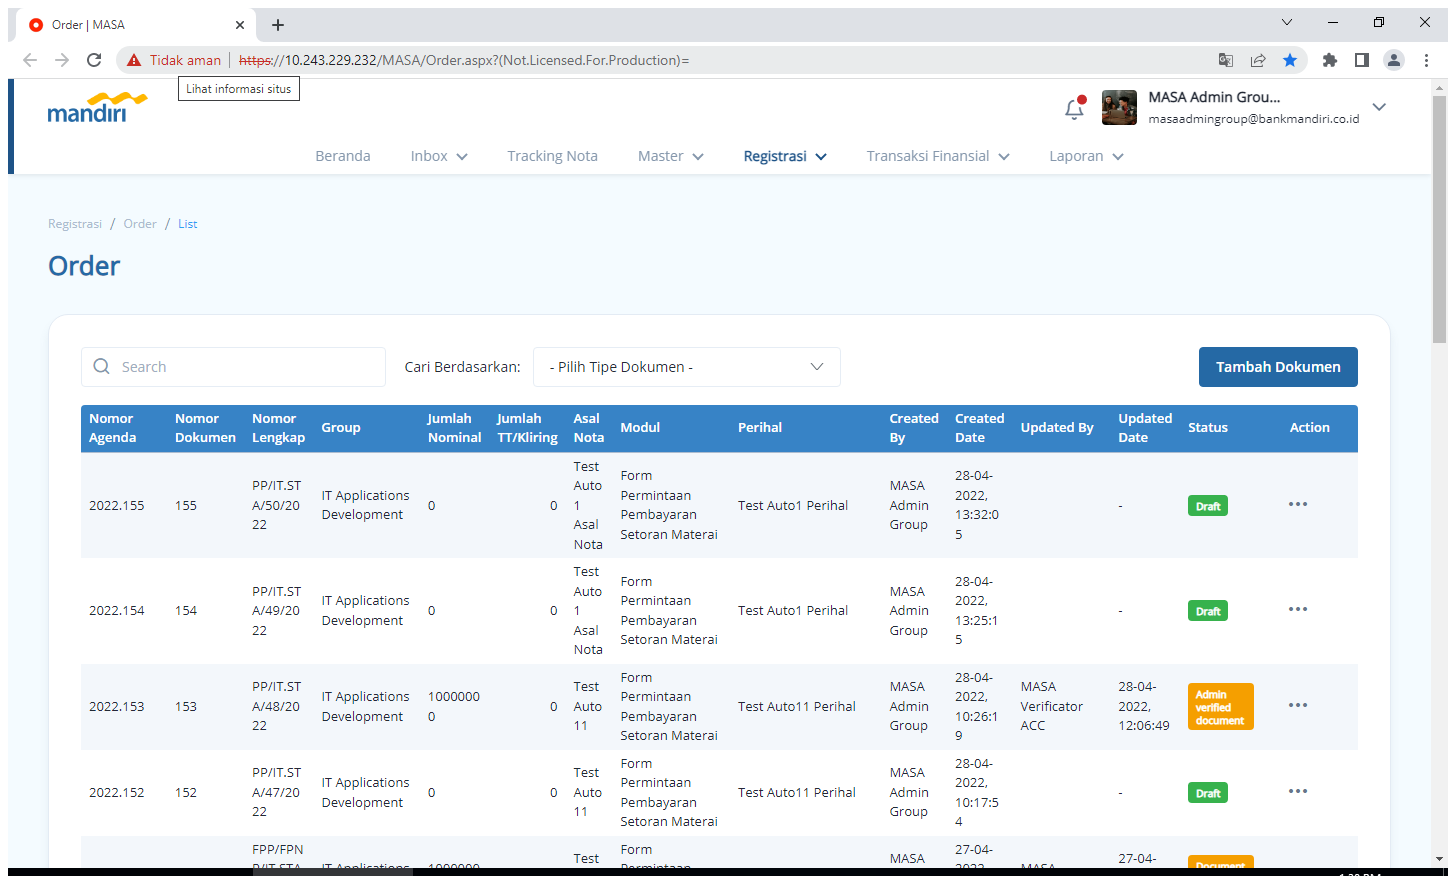 Order | MASA
Tidak aman
https://10.243.229.232/MASA/Order.aspx?(Not.Licensed.For.Production)=
Lihat informasi situs
mandiri
MASA Admin Grou...
masaadmingroup@bankmandiri.co.id
Beranda Inbox Tracking Nota Master Registrasi Transaksi Finansial Laporan
Registrasi / Order / List
Order
Search
Cari Berdasarkan:
- Pilih Tipe Dokumen -
Tambah Dokumen
Nomor Agenda Nomor Dokumen Nomor Lengkap Group Jumlah Nominal Jumlah TT/Kliring Asal Nota Modul Perihal Created By Created Date Updated By Updated Date Status Action
2022.155 155 PP/IT.STA/50/2022 IT Applications Development 0 0 Test Auto 1 Asal Nota Form Permintaan Pembayaran Setoran Materai Test Auto1 Perihal MASA Admin Group 28-04-2022, 13:32:05 - Draft
2022.154 154 PP/IT.STA/49/2022 IT Applications Development 0 0 Test Auto 1 Asal Nota Form Permintaan Pembayaran Setoran Materai Test Auto1 Perihal MASA Admin Group 28-04-2022, 13:25:15 - Draft
2022.153 153 PP/IT.STA/48/2022 IT Applications Development 10000000 0 Test Auto 11 Form Permintaan Pembayaran Setoran Materai Test Auto11 Perihal MASA Admin Group 28-04-2022, 10:26:19 MASA Verificator ACC 28-04-2022, 12:06:49 Admin verified document
2022.152 152 PP/IT.STA/47/2022 IT Applications Development 0 0 Test Auto 11 Form Permintaan Pembayaran Setoran Materai Test Auto11 Perihal MASA Admin Group 28-04-2022, 10:17:54 - Draft
FPP/FPN Test Form MASA 27-04- 27-04- Document
IT Applications MASA